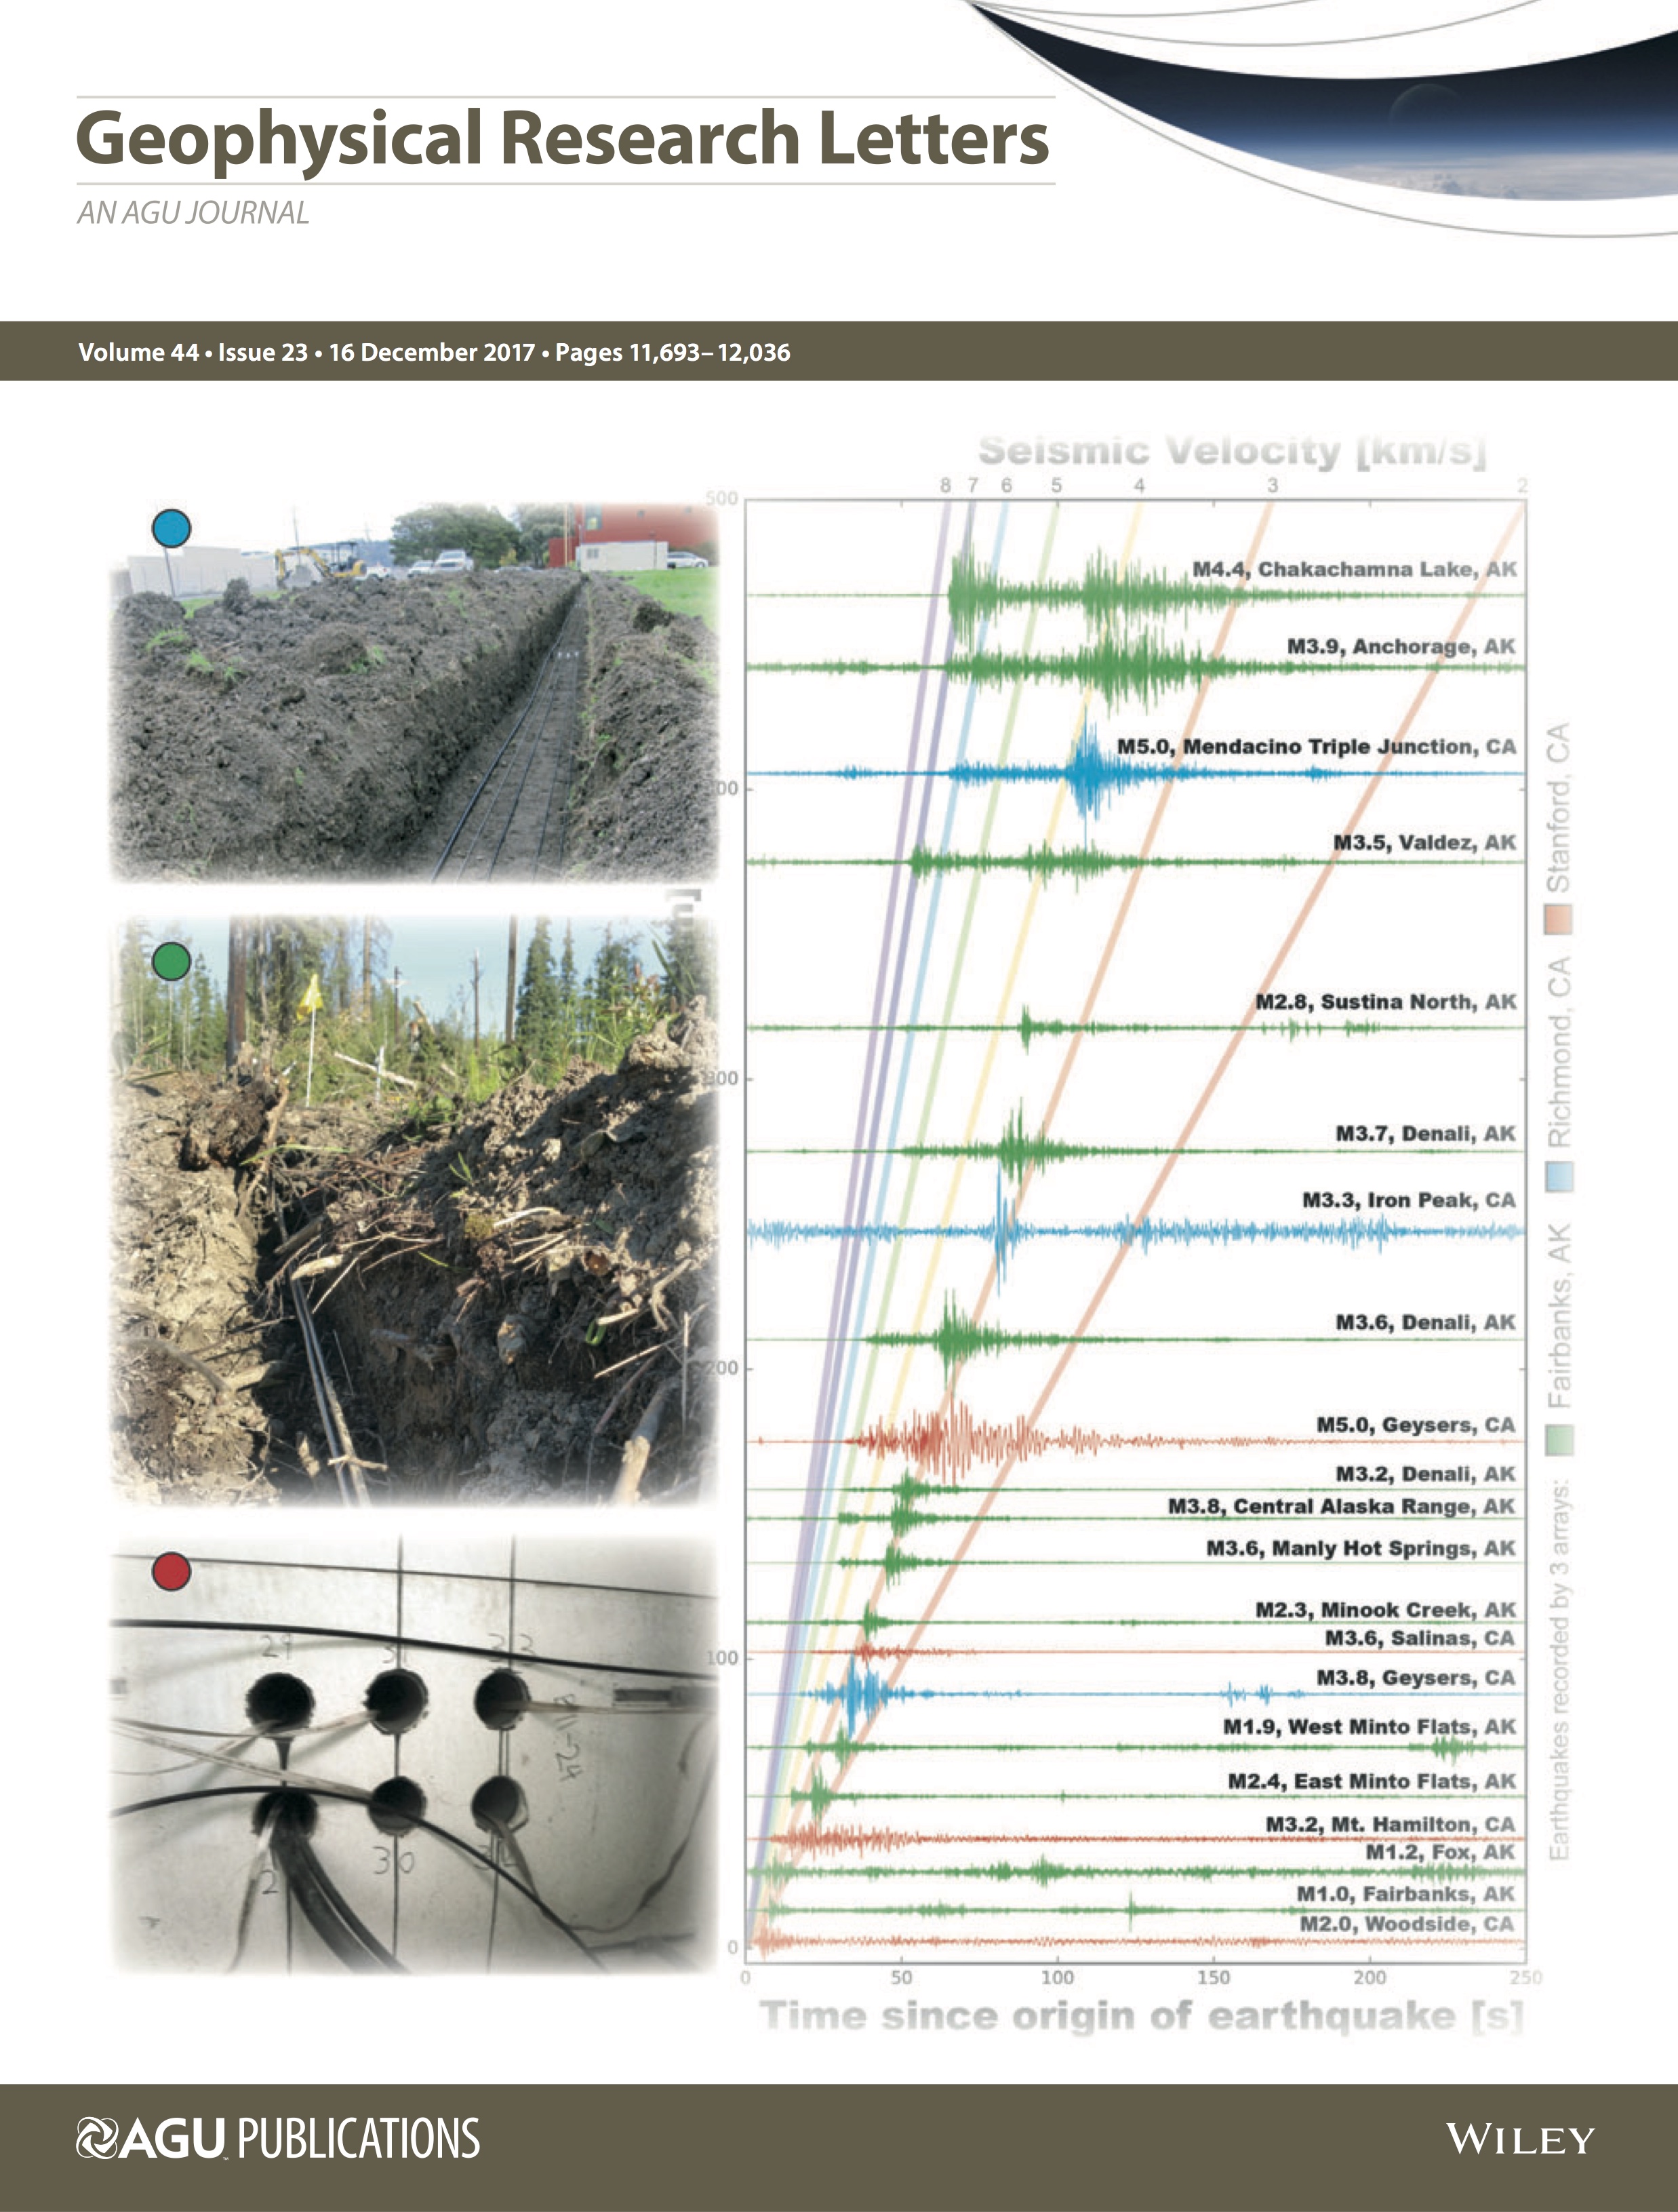 Geophysical Research Letters
AN AGU JOURNAL
Volume 44 • Issue 23 • 16 December 2017 • Pages 11,693–12,036
Seismic Velocity [km/s]
8 7 6 5 4 3 2
500
M4.4, Chakachamna Lake, AK
M3.9, Anchorage, AK
M5.0, Mendacino Triple Junction, CA
00
M3.5, Valdez, AK
M2.8, Sustina North, AK
300
M3.7, Denali, AK
M3.3, Iron Peak, CA
M3.6, Denali, AK
200
M5.0, Geysers, CA
M3.2, Denali, AK
M3.8, Central Alaska Range, AK
M3.6, Manly Hot Springs, AK
M2.3, Minook Creek, AK
M3.6, Salinas, CA
100
M3.8, Geysers, CA
M1.9, West Minto Flats, AK
M2.4, East Minto Flats, AK
M3.2, Mt. Hamilton, CA
M1.2, Fox, AK
M1.0, Fairbanks, AK
M2.0, Woodside, CA
0
0 50 100 150 200 250
Time since origin of earthquake [s]
Earthquakes recorded by 3 arrays: Fairbanks, AK Richmond, CA Stanford, CA
29 31 33
30
AGU PUBLICATIONS
WILEY